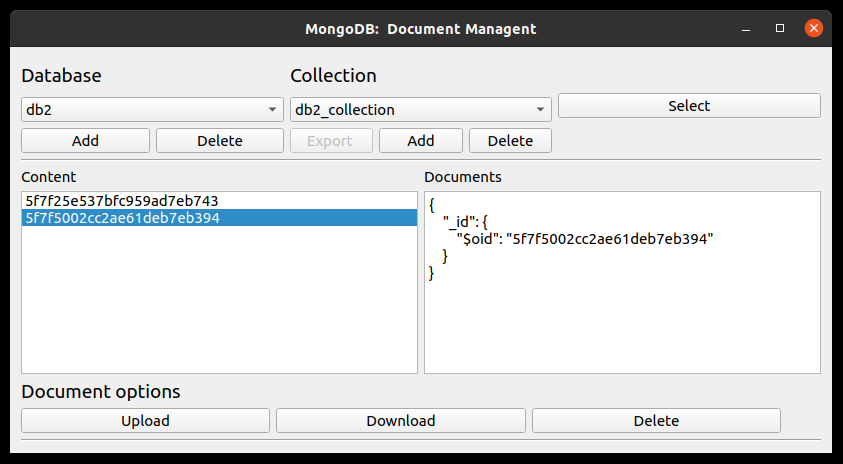 MongoDB: Document Managent
Database Collection
db2 db2_collection Select
Add Delete Export Add Delete
Content Documents
5f7f25e537bfc959ad7eb743
5f7f5002cc2ae61deb7eb394
{
"_id": {
"$oid": "5f7f5002cc2ae61deb7eb394"
}
}
Document options
Upload Download Delete